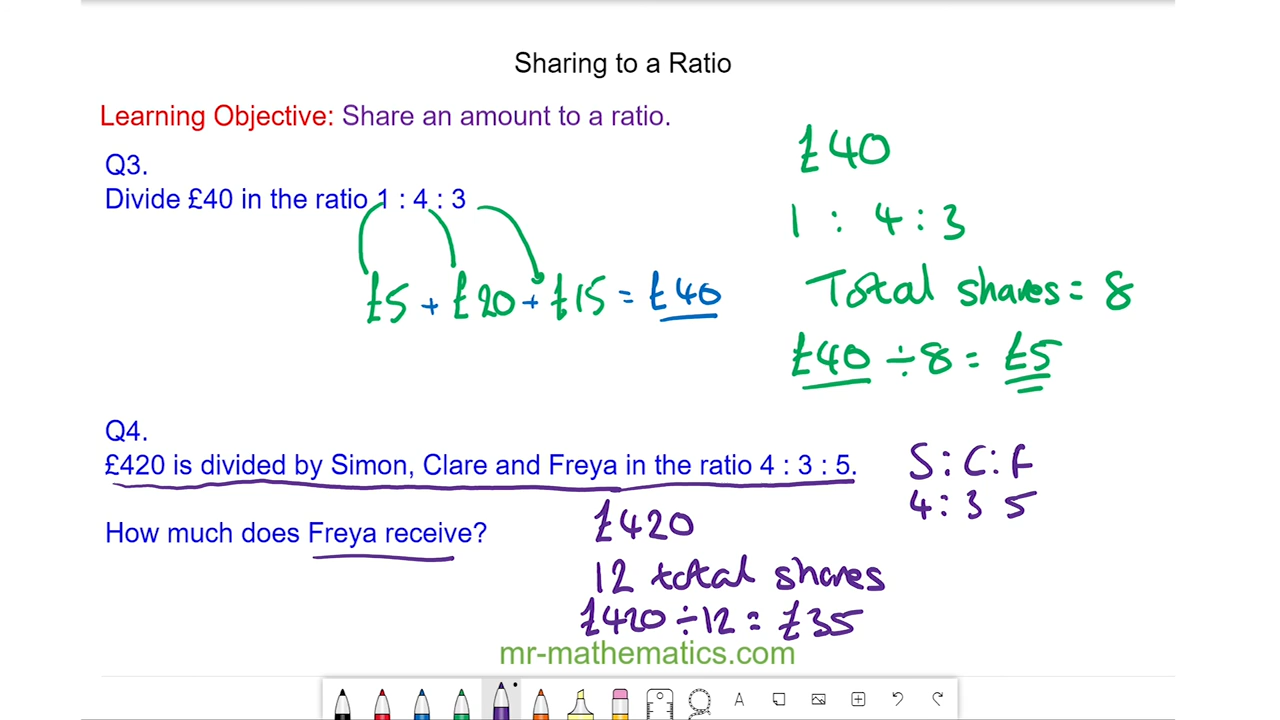 Sharing to a Ratio
Learning Objective: Share an amount to a ratio.
Q3.
Divide £40 in the ratio 1 : 4 : 3
£5 + £20 + £15 = £40
£40
1 : 4 : 3
Total shares = 8
£40 ÷ 8 = £5
Q4.
£420 is divided by Simon, Clare and Freya in the ratio 4 : 3 : 5.
S : C : F
4 : 3 5
How much does Freya receive?
£420
12 total shares
£420 ÷ 12 = £35
mr-mathematics.com
A